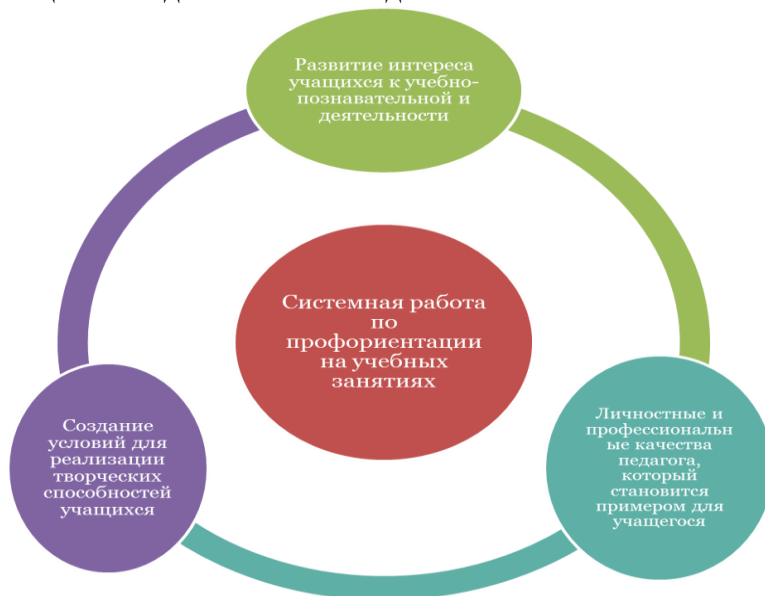 Развитие интереса
учащихся к учебно-
познавательной и
деятельности
Системная работа
по
профориентации
на учебных
занятиях
Создание
условий для
реализации
творческих
способностей
учащихся
Личностные и
профессиональн
ые качества
педагога,
который
становится
примером для
учащегося